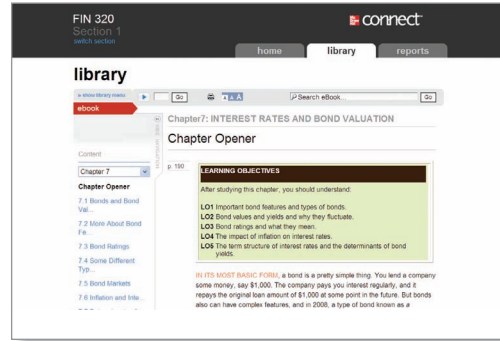 FIN 320
Section 1
switch section
connect
home
library
reports
library
show library menu
Go
A A A
Search eBook...
Go
ebook
Chapter7: INTEREST RATES AND BOND VALUATION
Chapter Opener
Content
Chapter 7
Chapter Opener
7.1 Bonds and Bond
Val...
7.2 More About Bond
Fe...
7.3 Bond Ratings
7.4 Some Different
Typ...
7.5 Bond Markets
7.6 Inflation and Inte...
p. 190
LEARNING OBJECTIVES
After studying this chapter, you should understand:
LO1 Important bond features and types of bonds.
LO2 Bond values and yields and why they fluctuate.
LO3 Bond ratings and what they mean.
LO4 The impact of inflation on interest rates.
LO5 The term structure of interest rates and the determinants of bond
yields.
IN ITS MOST BASIC FORM, a bond is a pretty simple thing. You lend a company
some money, say $1,000. The company pays you interest regularly, and it
repays the original loan amount of $1,000 at some point in the future. But bonds
also can have complex features, and in 2008, a type of bond known as a